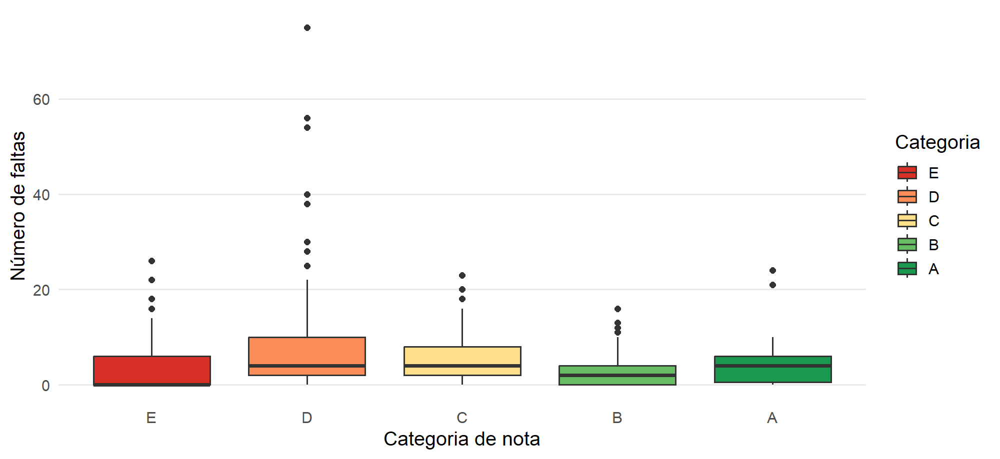 Número de faltas
60
40
20
0
E
D
C
B
A
Categoria de nota
Categoria
E
D
C
B
A